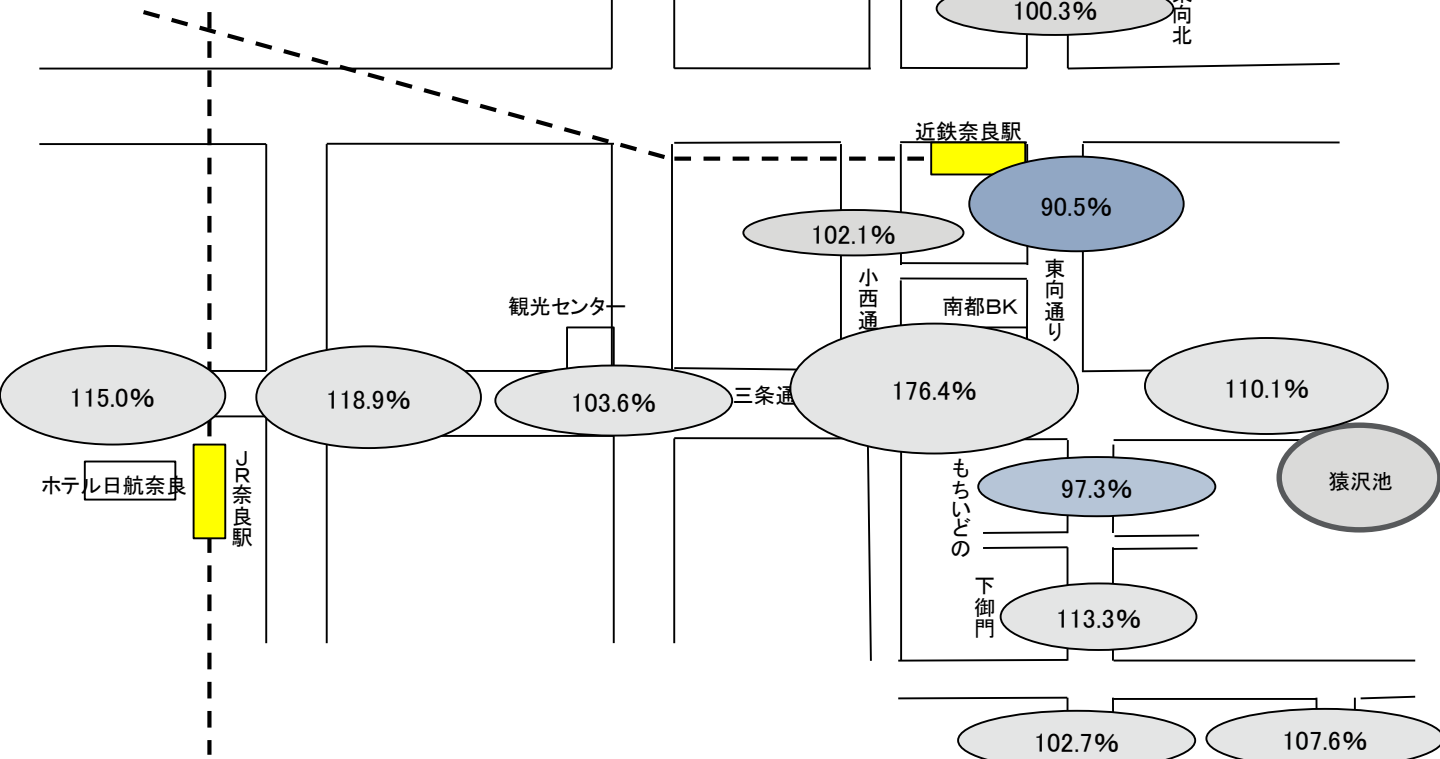 100.3%
向北
近鉄奈良駅
90.5%
102.1%
小西通
東向通り
観光センター
南都BK
115.0%
118.9%
103.6%
三条通
176.4%
110.1%
ホテル日航奈良
JR奈良駅
もちいどの
97.3%
猿沢池
下御門
113.3%
102.7%
107.6%